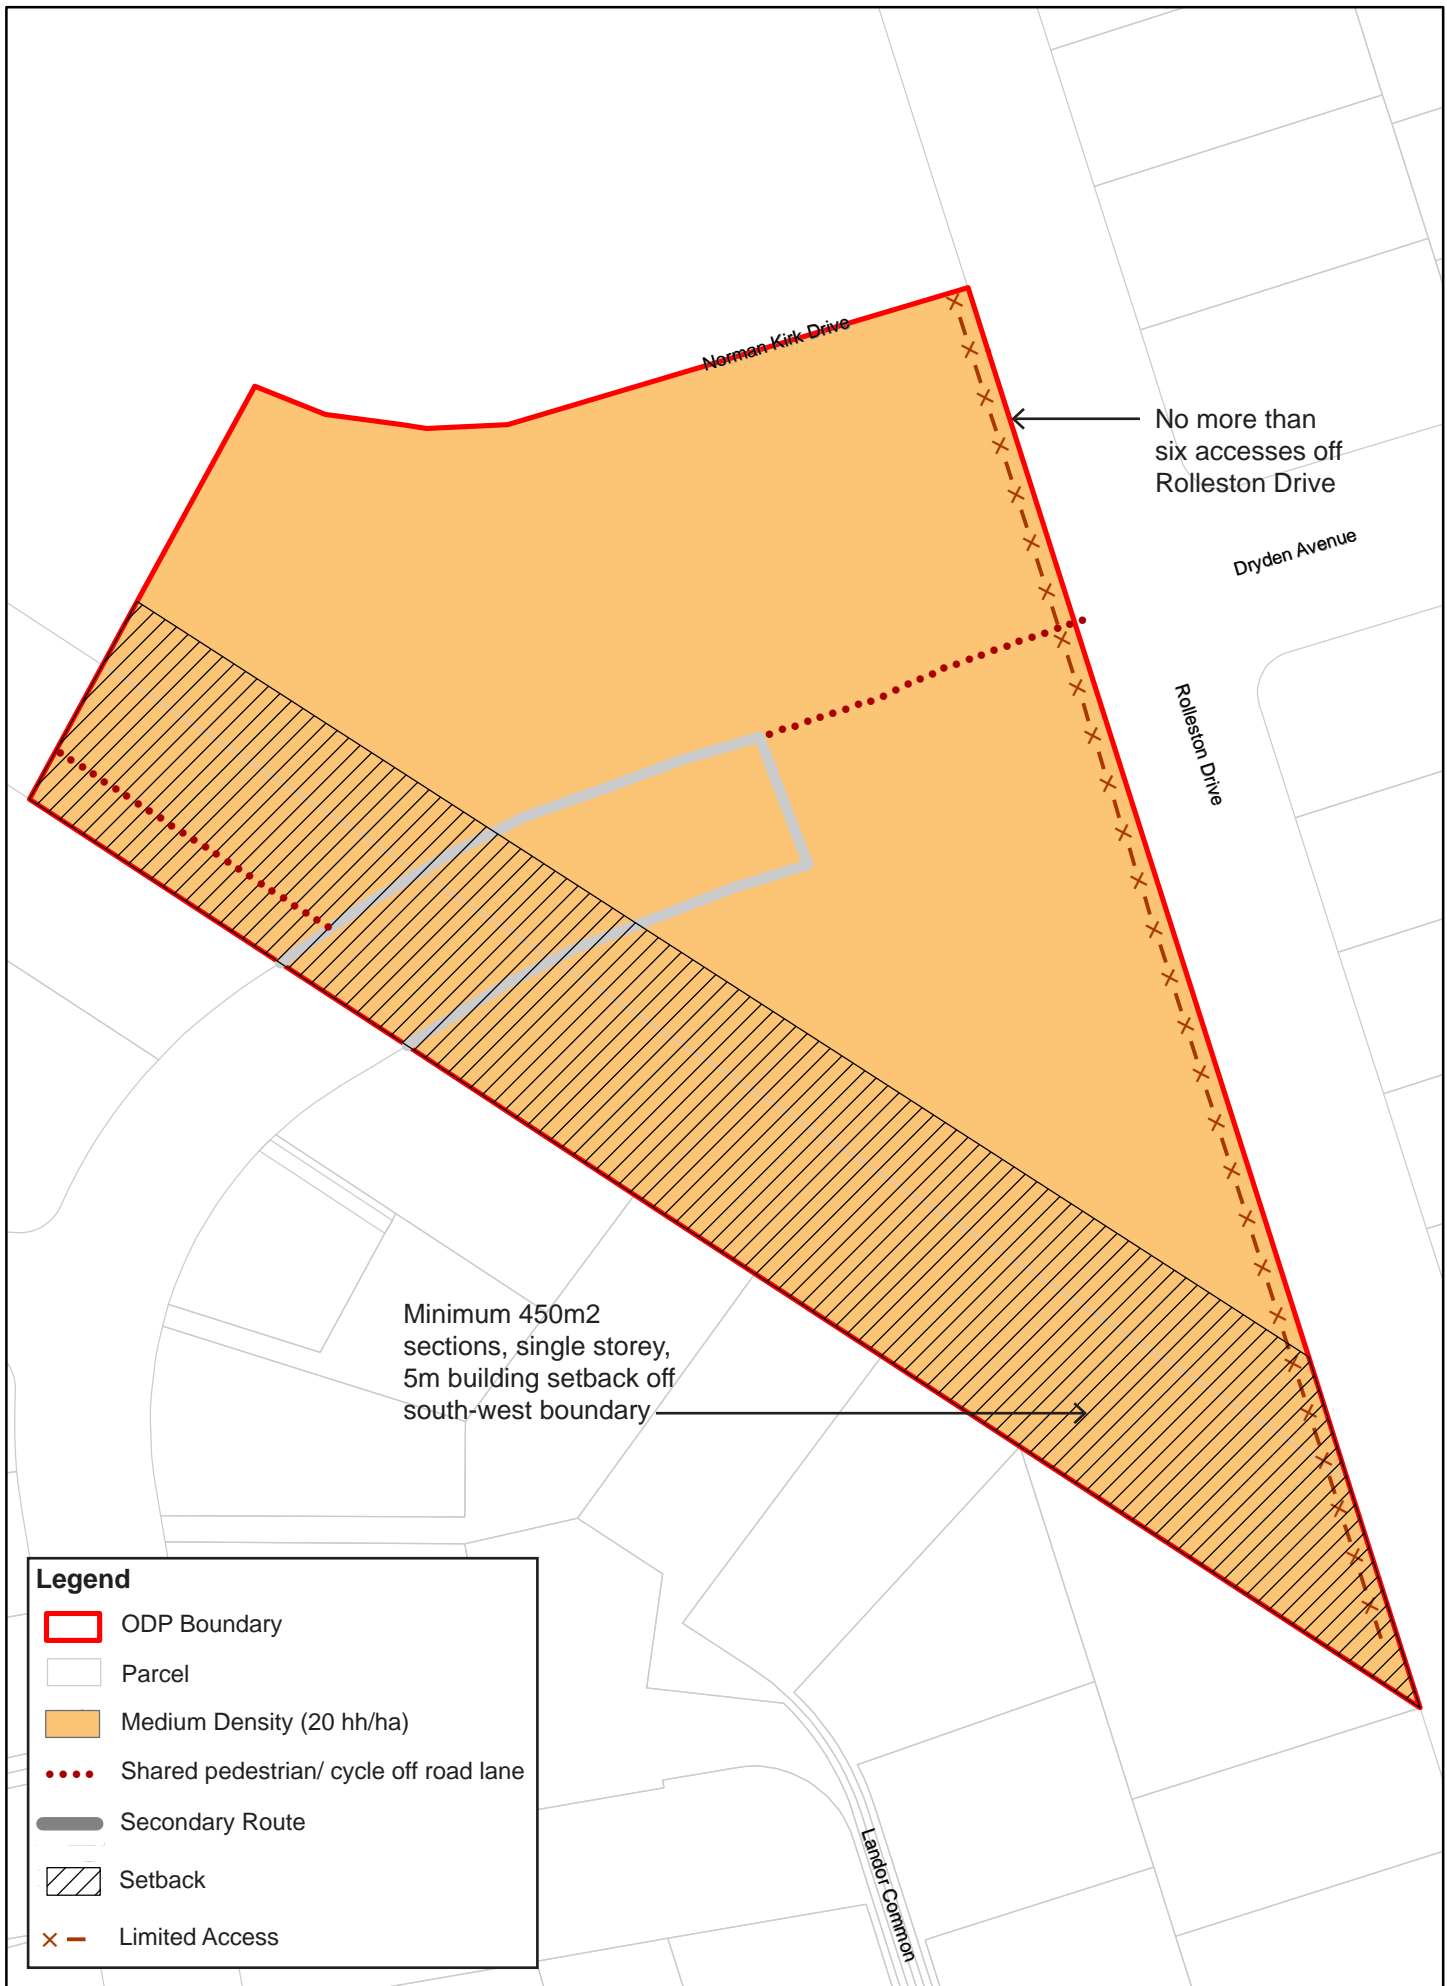 Norman Kirk Drive
No more than
six accesses off
Rolleston Drive
Dryden Avenue
Rolleston Drive
Minimum 450m2
sections, single storey,
5m building setback off
south-west boundary
Legend
ODP Boundary
Parcel
Medium Density (20 hh/ha)
Shared pedestrian/ cycle off road lane
Secondary Route
Setback
Limited Access
Landor Common